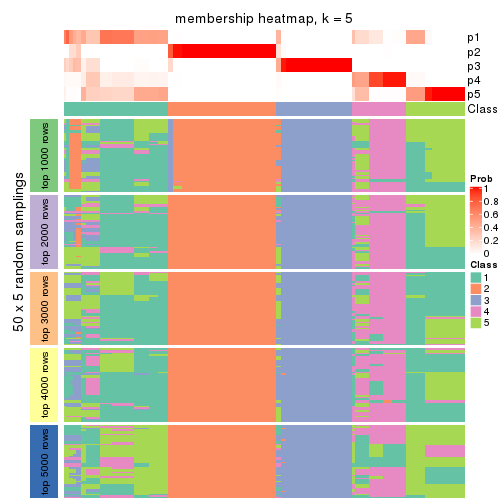 membership heatmap, k = 5
p1
p2
p3
p4
p5
Class
50 x 5 random samplings
top 1000 rows
top 2000 rows
top 3000 rows
top 4000 rows
top 5000 rows
Prob
1
0.8
0.6
0.4
0.2
0
Class
1
2
3
4
5